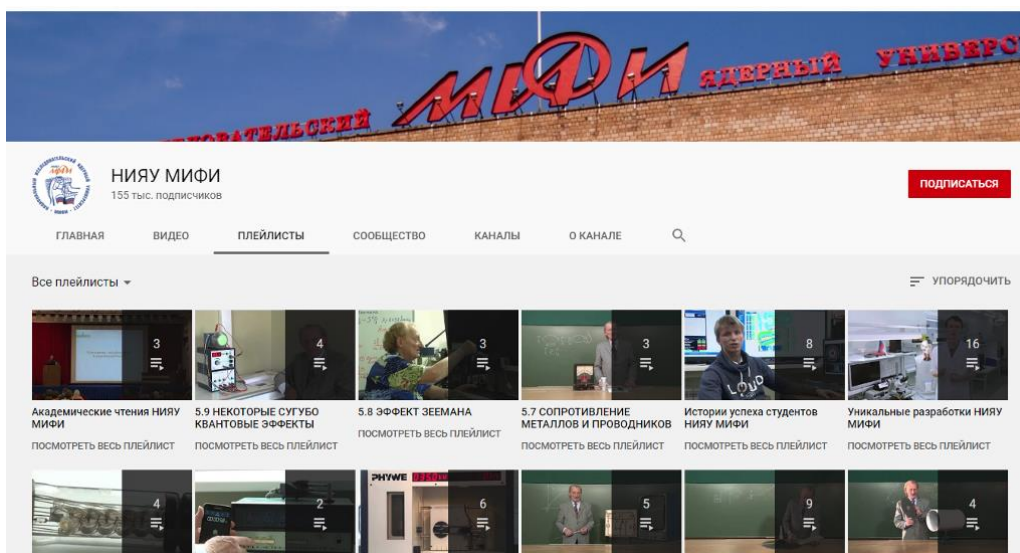 МИФИ ЯДЕРНЫЙ
НИЯУ МИФИ
155 тыс. подписчиков
ПОДПИСАТЬСЯ
ГЛАВНАЯ ВИДЕО ПЛЕЙЛИСТЫ СООБЩЕСТВО КАНАЛЫ О КАНАЛЕ
Все плейлисты
УПОРЯДОЧИТЬ
3 4 3 3 8 16
LOUD
Академические чтения НИЯУ МИФИ
ПОСМОТРЕТЬ ВЕСЬ ПЛЕЙЛИСТ
5.9 НЕКОТОРЫЕ СУГУБО КВАНТОВЫЕ ЭФФЕКТЫ
ПОСМОТРЕТЬ ВЕСЬ ПЛЕЙЛИСТ
5.8 ЭФФЕКТ ЗЕЕМАНА
ПОСМОТРЕТЬ ВЕСЬ ПЛЕЙЛИСТ
5.7 СОПРОТИВЛЕНИЕ МЕТАЛЛОВ И ПРОВОДНИКОВ
ПОСМОТРЕТЬ ВЕСЬ ПЛЕЙЛИСТ
Истории успеха студентов НИЯУ МИФИ
ПОСМОТРЕТЬ ВЕСЬ ПЛЕЙЛИСТ
Уникальные разработки НИЯУ МИФИ
ПОСМОТРЕТЬ ВЕСЬ ПЛЕЙЛИСТ
PHYWE
4 2 6 5 9 4